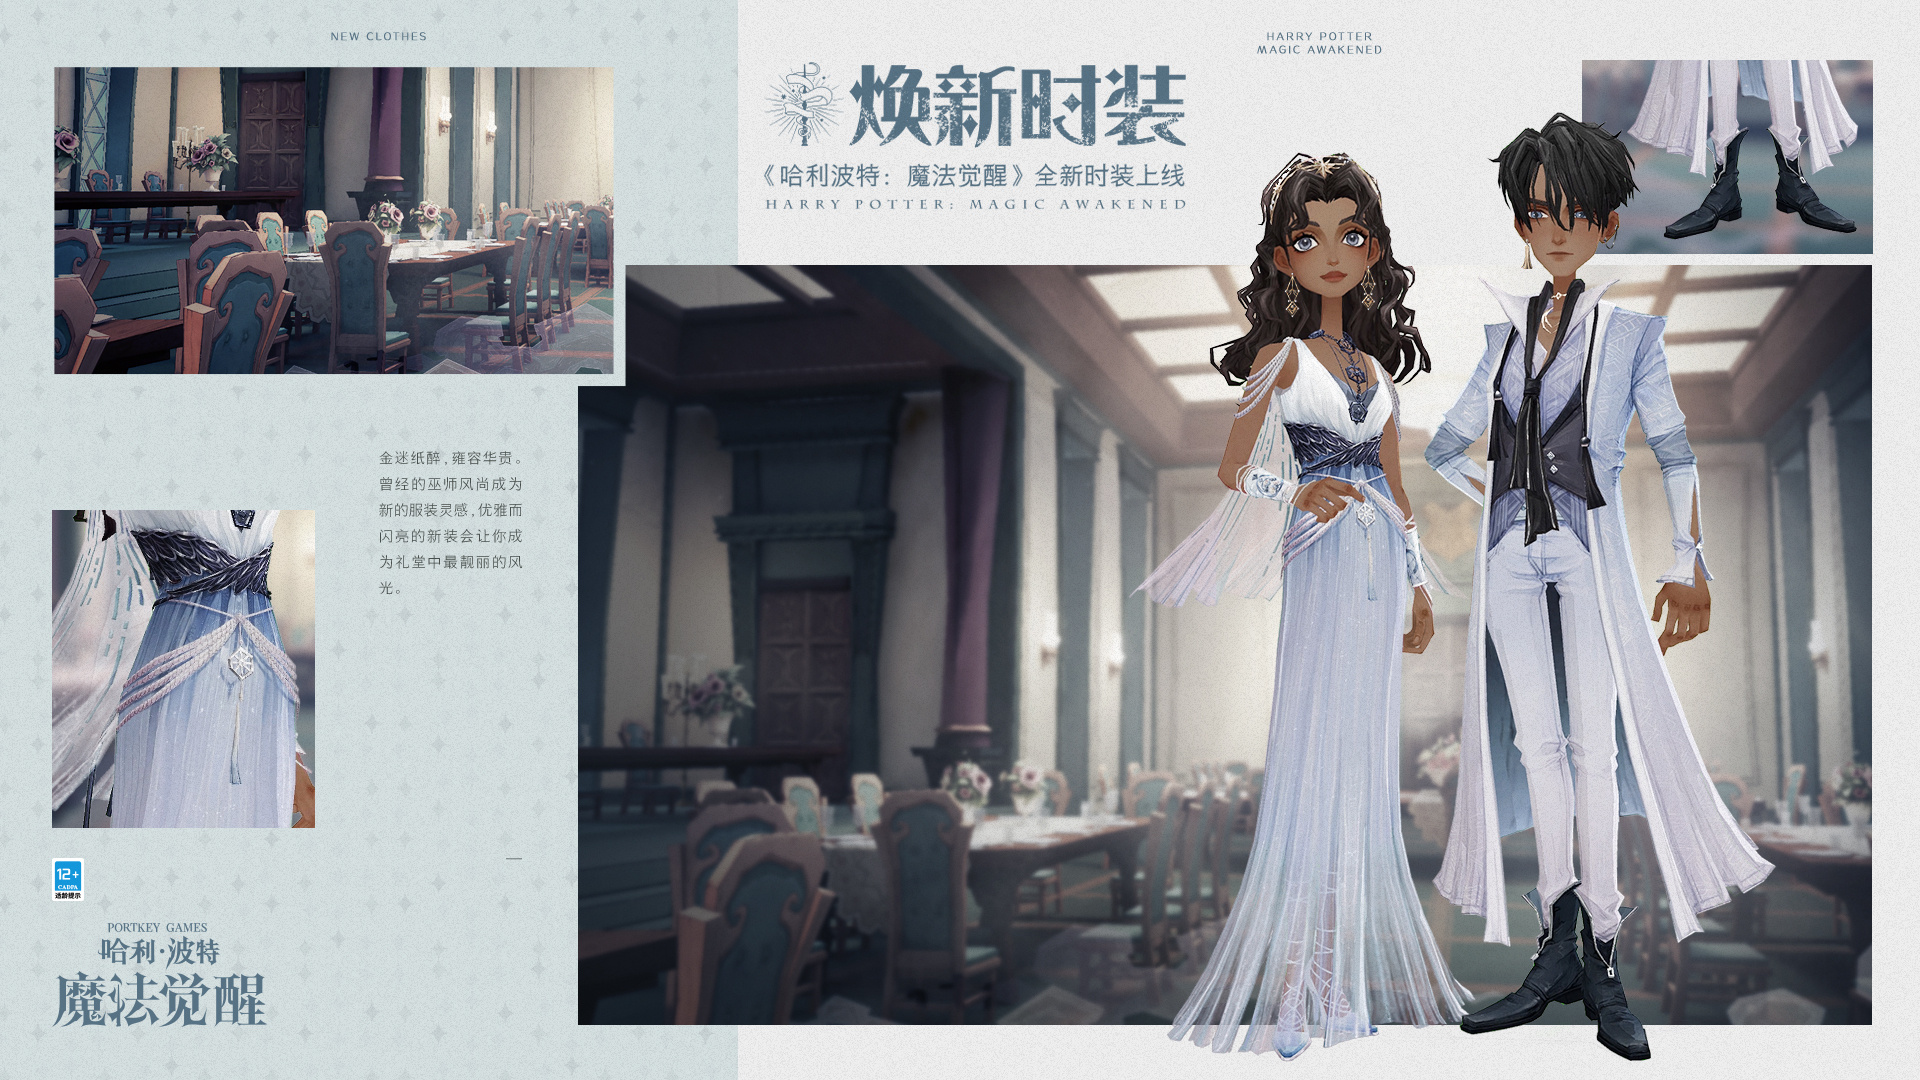 NEW CLOTHES
HARRY POTTER
MAGIC AWAKENED
焕新时装
《哈利波特：魔法觉醒》全新时装上线
HARRY POTTER: MAGIC AWAKENED
金迷纸醉,雍容华贵。
曾经的巫师风尚成为
新的服装灵感,优雅而
闪亮的新装会让你成
为礼堂中最靓丽的风
光。
12+
CADPA
适龄提示
PORTKEY GAMES
哈利·波特
魔法觉醒